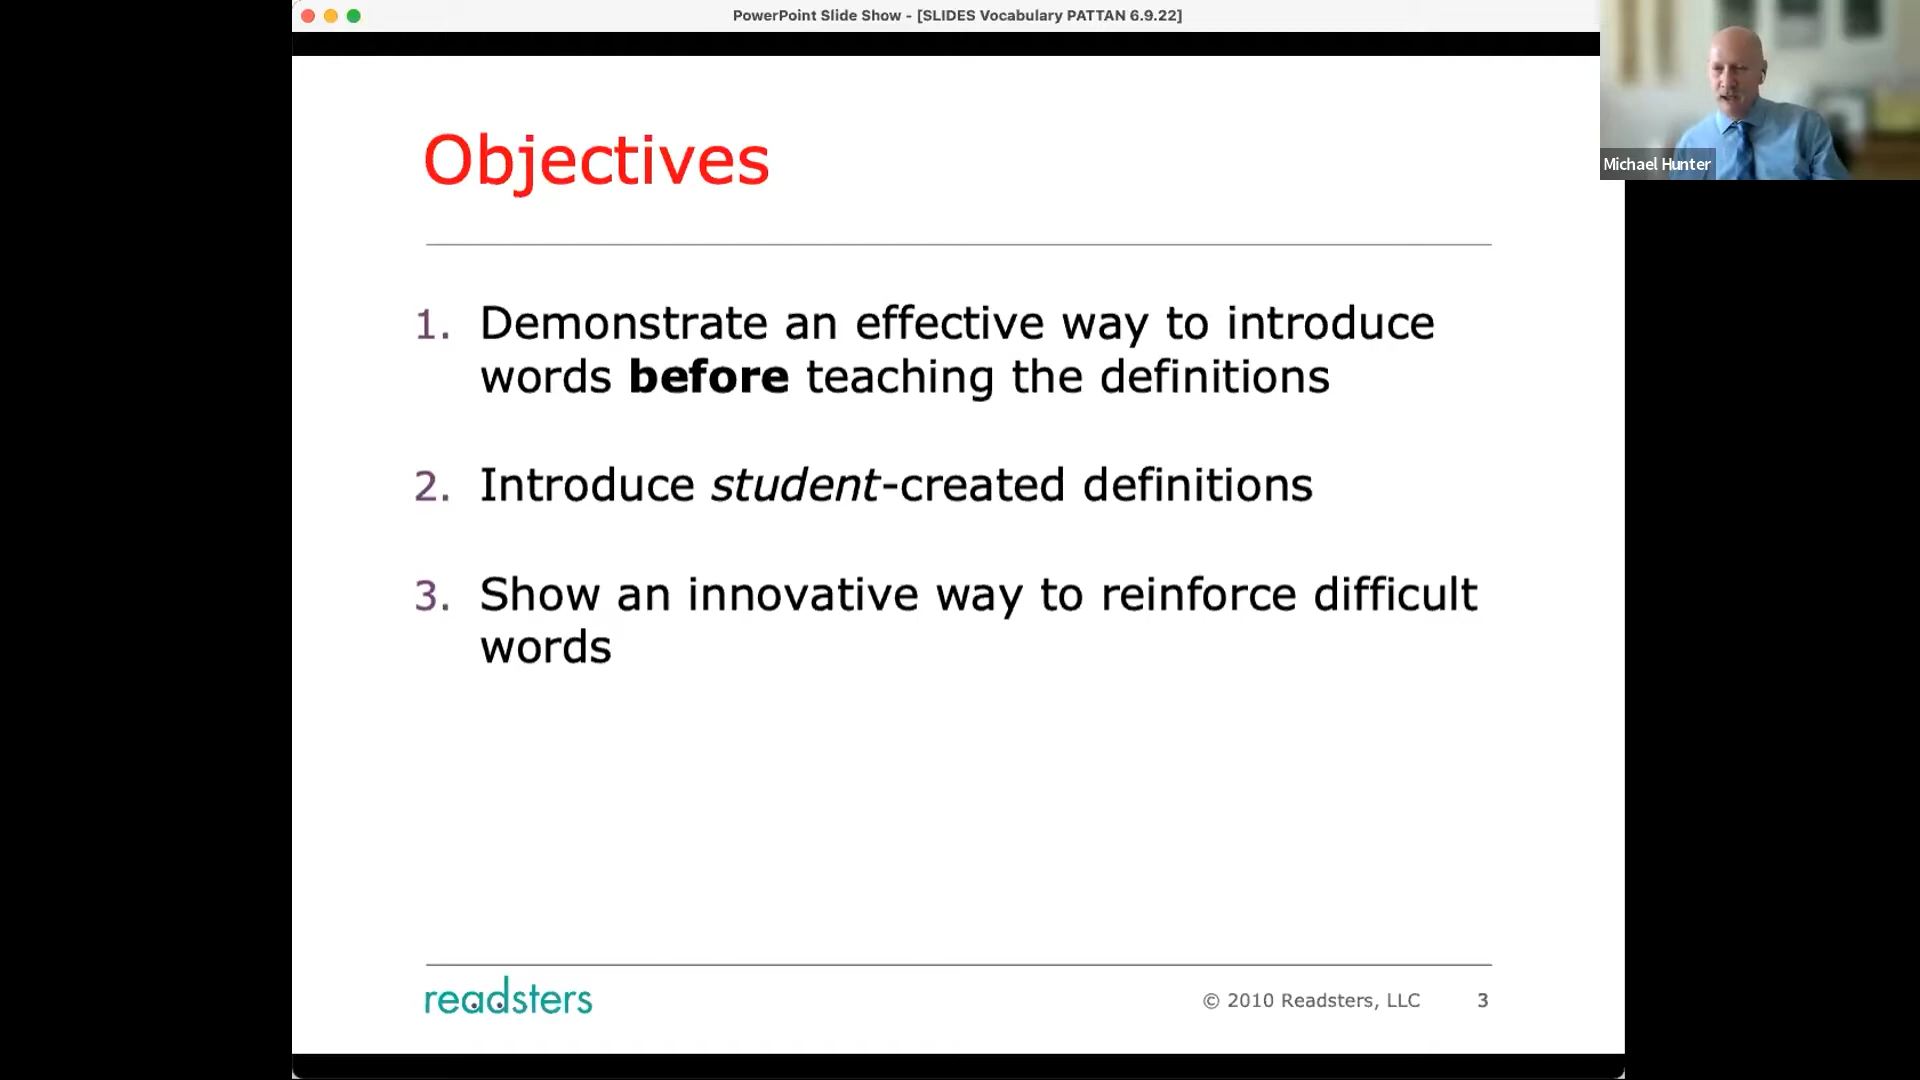 PowerPoint Slide Show - [SLIDES Vocabulary PATTAN 6.9.22]
Michael Hunter
Objectives
1. Demonstrate an effective way to introduce
words before teaching the definitions
2. Introduce student-created definitions
3. Show an innovative way to reinforce difficult
words
readsters
© 2010 Readsters, LLC 3